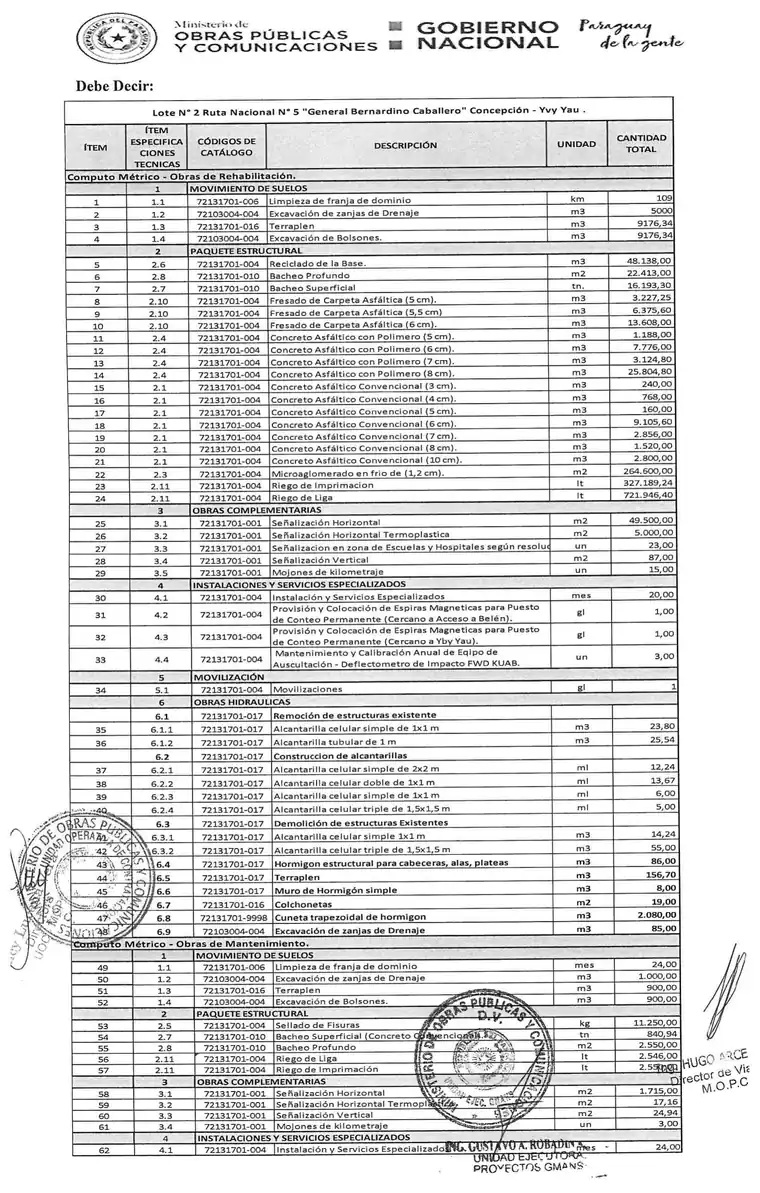 REPUBLICA DEL PARAGUAY
Ministerio de
OBRAS PÚBLICAS
Y COMUNICACIONES
GOBIERNO
NACIONAL
Paraguay
de la gente
Debe Decir:
Lote N° 2 Ruta Nacional N° 5 "General Bernardino Caballero" Concepción - Yvy Yau .
ÍTEM ÍTEM ESPECIFICA CIONES TECNICAS CÓDIGOS DE CATÁLOGO DESCRIPCIÓN UNIDAD CANTIDAD TOTAL
Computo Métrico - Obras de Rehabilitación.
1 MOVIMIENTO DE SUELOS
1 1.1 72131701-006 Limpieza de franja de dominio km 109
2 1.2 72103004-004 Excavación de zanjas de Drenaje m3 5000
3 1.3 72131701-016 Terraplen m3 9176,34
4 1.4 72103004-004 Excavación de Bolsones. m3 9176,34
2 PAQUETE ESTRUCTURAL
5 2.6 72131701-004 Reciclado de la Base. m3 48.138,00
6 2.8 72131701-010 Bacheo Profundo m2 22.413,00
7 2.7 72131701-010 Bacheo Superficial tn. 16.193,30
8 2.10 72131701-004 Fresado de Carpeta Asfáltica (5 cm). m3 3.227,25
9 2.10 72131701-004 Fresado de Carpeta Asfáltica (5,5 cm) m3 6.375,60
10 2.10 72131701-004 Fresado de Carpeta Asfáltica (6 cm). m3 13.608,00
11 2.4 72131701-004 Concreto Asfáltico con Polimero (5 cm). m3 1.188,00
12 2.4 72131701-004 Concreto Asfáltico con Polimero (6 cm). m3 7.776,00
13 2.4 72131701-004 Concreto Asfáltico con Polimero (7 cm). m3 3.124,80
14 2.4 72131701-004 Concreto Asfáltico con Polimero (8 cm). m3 25.804,80
15 2.1 72131701-004 Concreto Asfáltico Convencional (3 cm). m3 240,00
16 2.1 72131701-004 Concreto Asfáltico Convencional (4 cm). m3 768,00
17 2.1 72131701-004 Concreto Asfáltico Convencional (5 cm). m3 160,00
18 2.1 72131701-004 Concreto Asfáltico Convencional (6 cm). m3 9.105,60
19 2.1 72131701-004 Concreto Asfáltico Convencional (7 cm). m3 2.856,00
20 2.1 72131701-004 Concreto Asfáltico Convencional (8 cm). m3 1.520,00
21 2.1 72131701-004 Concreto Asfáltico Convencional (10 cm). m3 2.800,00
22 2.3 72131701-004 Microaglomerado en frio de (1,2 cm). m2 264.600,00
23 2.11 72131701-004 Riego de Imprimacion lt 327.189,24
24 2.11 72131701-004 Riego de Liga lt 721.946,40
3 OBRAS COMPLEMENTARIAS
25 3.1 72131701-001 Señalización Horizontal m2 49.500,00
26 3.2 72131701-001 Señalización Horizontal Termoplastica m2 5.000,00
27 3.3 72131701-001 Señalizacion en zona de Escuelas y Hospitales según resoluc un 23,00
28 3.4 72131701-001 Señalización Vertical m2 87,00
29 3.5 72131701-001 Mojones de kilometraje un 15,00
4 INSTALACIONES Y SERVICIOS ESPECIALIZADOS
30 4.1 72131701-004 Instalación y Servicios Especializados mes 20,00
31 4.2 72131701-004 Provisión y Colocación de Espiras Magneticas para Puesto de Conteo Permanente (Cercano a Acceso a Belén). gl 1,00
32 4.3 72131701-004 Provisión y Colocación de Espiras Magneticas para Puesto de Conteo Permanente (Cercano a Yby Yau). gl 1,00
33 4.4 72131701-004 Mantenimiento y Calibración Anual de Eqipo de Auscultación - Deflectometro de Impacto FWD KUAB. un 3,00
5 MOVILIZACIÓN
34 5.1 72131701-004 Movilizaciones gl 1
6 OBRAS HIDRAULICAS
6.1 72131701-017 Remoción de estructuras existente
35 6.1.1 72131701-017 Alcantarilla celular simple de 1x1 m m3 23,80
36 6.1.2 72131701-017 Alcantarilla tubular de 1 m m3 25,54
6.2 72131701-017 Construccion de alcantarillas
37 6.2.1 72131701-017 Alcantarilla celular simple de 2x2 m ml 12,24
38 6.2.2 72131701-017 Alcantarilla celular doble de 1x1 m ml 13,67
39 6.2.3 72131701-017 Alcantarilla celular simple de 1x1 m ml 6,00
40 6.2.4 72131701-017 Alcantarilla celular triple de 1,5x1,5 m ml 5,00
6.3 72131701-017 Demolición de estructuras Existentes
41 6.3.1 72131701-017 Alcantarilla celular simple 1x1 m m3 14,24
42 6.3.2 72131701-017 Alcantarilla celular triple de 1,5x1,5 m m3 55,00
43 6.4 72131701-017 Hormigon estructural para cabeceras, alas, plateas m3 86,00
44 6.5 72131701-017 Terraplen m3 156,70
45 6.6 72131701-017 Muro de Hormigón simple m3 8,00
46 6.7 72131701-016 Colchonetas m2 19,00
47 6.8 72131701-9998 Cuneta trapezoidal de hormigon m3 2.080,00
48 6.9 72103004-004 Excavación de zanjas de Drenaje m3 85,00
Computo Métrico - Obras de Mantenimiento.
1 MOVIMIENTO DE SUELOS
49 1.1 72131701-006 Limpieza de franja de dominio mes 24,00
50 1.2 72103004-004 Excavación de zanjas de Drenaje m3 1.000,00
51 1.3 72131701-016 Terraplen m3 900,00
52 1.4 72103004-004 Excavación de Bolsones. m3 900,00
2 PAQUETE ESTRUCTURAL
53 2.5 72131701-004 Sellado de Fisuras kg 11.250,00
54 2.7 72131701-010 Bacheo Superficial (Concreto Convencional) tn 840,94
55 2.8 72131701-010 Bacheo Profundo m2 2.550,00
56 2.11 72131701-004 Riego de Liga lt 2.546,00
57 2.11 72131701-004 Riego de Imprimación lt
3 OBRAS COMPLEMENTARIAS
58 3.1 72131701-001 Señalización Horizontal m2 1.715,00
59 3.2 72131701-001 Señalización Horizontal Termoplas m2 17,16
60 3.3 72131701-001 Señalización Vertical m2 24,94
61 3.4 72131701-001 Mojones de kilometraje un 3,00
4 INSTALACIONES Y SERVICIOS ESPECIALIZADOS
62 4.1 72131701-004 Instalación y Servicios Especializado mes 24,00
MINISTERIO DE OBRAS PUBLICAS Y COMUNICACIONES
D.V.
HUGO ARCE
Director de Via
M.O.P.C
ING. GUSTAVO A. ROBADIN A.
UNIDAD EJECUTORA
PROYECTOS GMANS